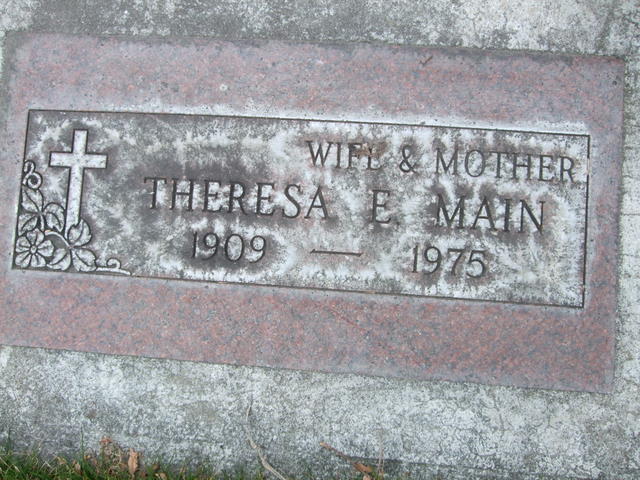 WIFE & MOTHER
THERESA E. MAIN
1909 — 1975